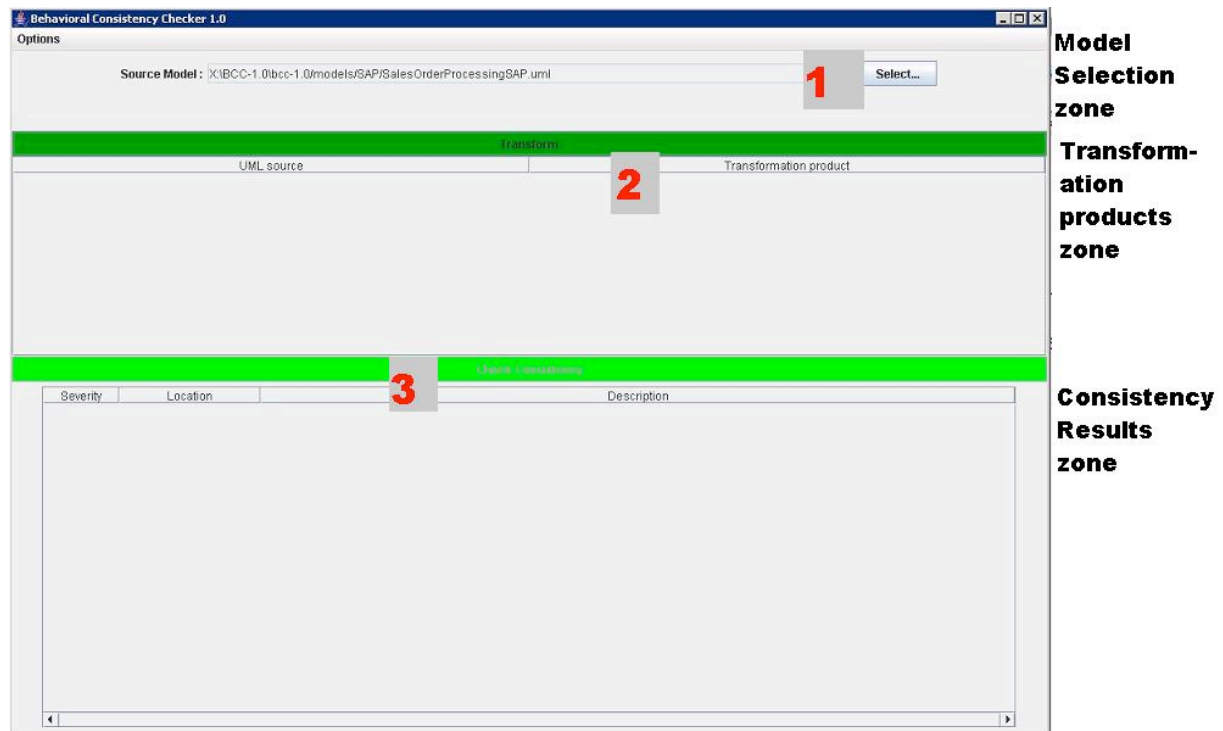 Behavioral Consistency Checker 1.0
Options
Source Model : X:\BCC-1.0\bcc-1.0/models/SAP/SalesOrderProcessingSAP.uml
1
Select...
Model
Selection
zone
Transform
UML source
Transformation product
2
Transform-
ation
products
zone
Check Consistency
3
Severity
Location
Description
Consistency
Results
zone